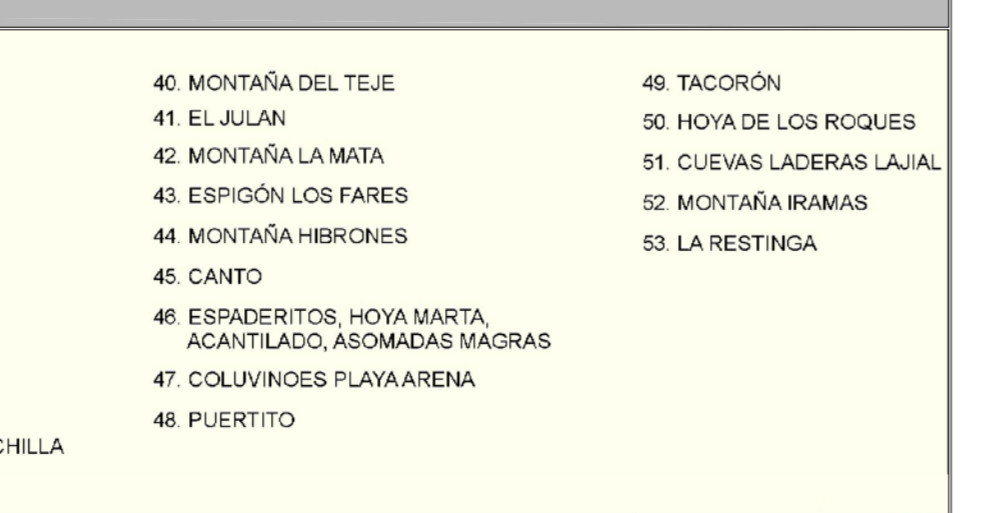 CHILLA
40. MONTAÑA DEL TEJE
41. EL JULAN
42. MONTAÑA LA MATA
43. ESPIGÓN LOS FARES
44. MONTAÑA HIBRONES
45. CANTO
46. ESPADERITOS, HOYA MARTA,
ACANTILADO, ASOMADAS MAGRAS
47. COLUVINOES PLAYA ARENA
48. PUERTITO
49. TACORÓN
50. HOYA DE LOS ROQUES
51. CUEVAS LADERAS LAJIAL
52. MONTAÑA IRAMAS
53. LA RESTINGA